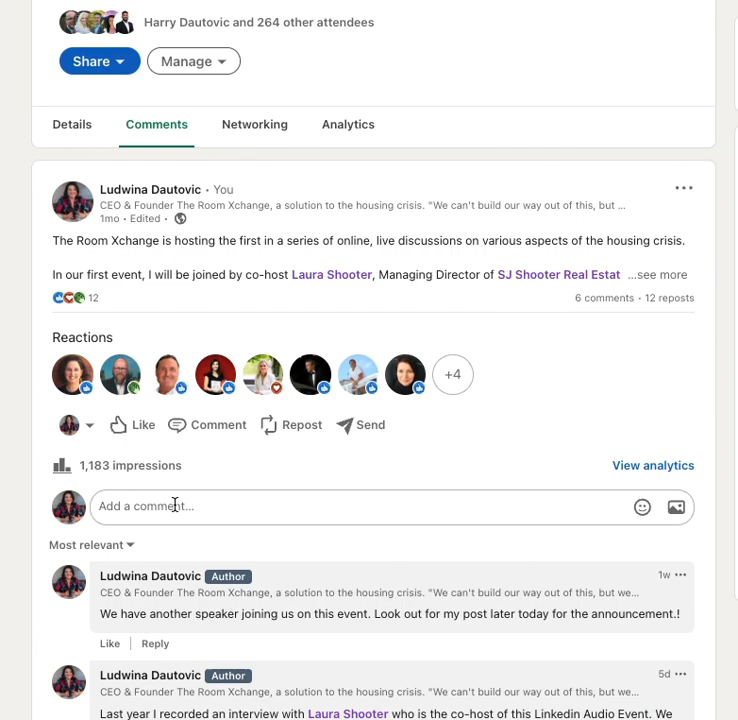 Harry Dautovic and 264 other attendees
Share
Manage
Details
Comments
Networking
Analytics
Ludwina Dautovic • You
CEO & Founder The Room Xchange, a solution to the housing crisis. "We can't build our way out of this, but ...
1mo • Edited •
The Room Xchange is hosting the first in a series of online, live discussions on various aspects of the housing crisis.
In our first event, I will be joined by co-host Laura Shooter, Managing Director of SJ Shooter Real Estat ...see more
12
6 comments • 12 reposts
Reactions
+4
Like
Comment
Repost
Send
1,183 impressions
View analytics
Add a comment...
Most relevant
Ludwina Dautovic Author
1w
CEO & Founder The Room Xchange, a solution to the housing crisis. "We can't build our way out of this, but we...
We have another speaker joining us on this event. Look out for my post later today for the announcement.!
Like
Reply
Ludwina Dautovic Author
5d
CEO & Founder The Room Xchange, a solution to the housing crisis. "We can't build our way out of this, but we...
Last year I recorded an interview with Laura Shooter who is the co-host of this Linkedin Audio Event. We